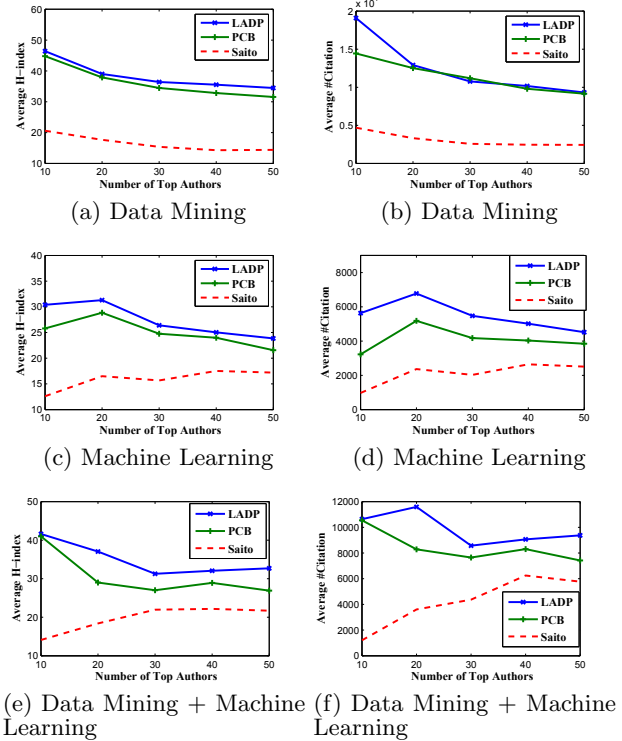 60
50
40
30
20
10
10 20 30 40 50
Average H-index
Number of Top Authors
LADP
PCB
Saito
(a) Data Mining
2
1.5
1
0.5
0
10 20 30 40 50
Average #Citation
Number of Top Authors
LADP
PCB
Saito
(b) Data Mining
40
35
30
25
20
15
10
10 20 30 40 50
Average H-index
Number of Top Authors
LADP
PCB
Saito
(c) Machine Learning
8000
6000
4000
2000
0
10 20 30 40 50
Average #Citation
Number of Top Authors
LADP
PCB
Saito
(d) Machine Learning
50
40
30
20
10
10 20 30 40 50
Average H-index
Number of Top Authors
LADP
PCB
Saito
(e) Data Mining + Machine
Learning
12000
10000
8000
6000
4000
2000
0
10 20 30 40 50
Average #Citation
Number of Top Authors
LADP
PCB
Saito
(f) Data Mining + Machine
Learning